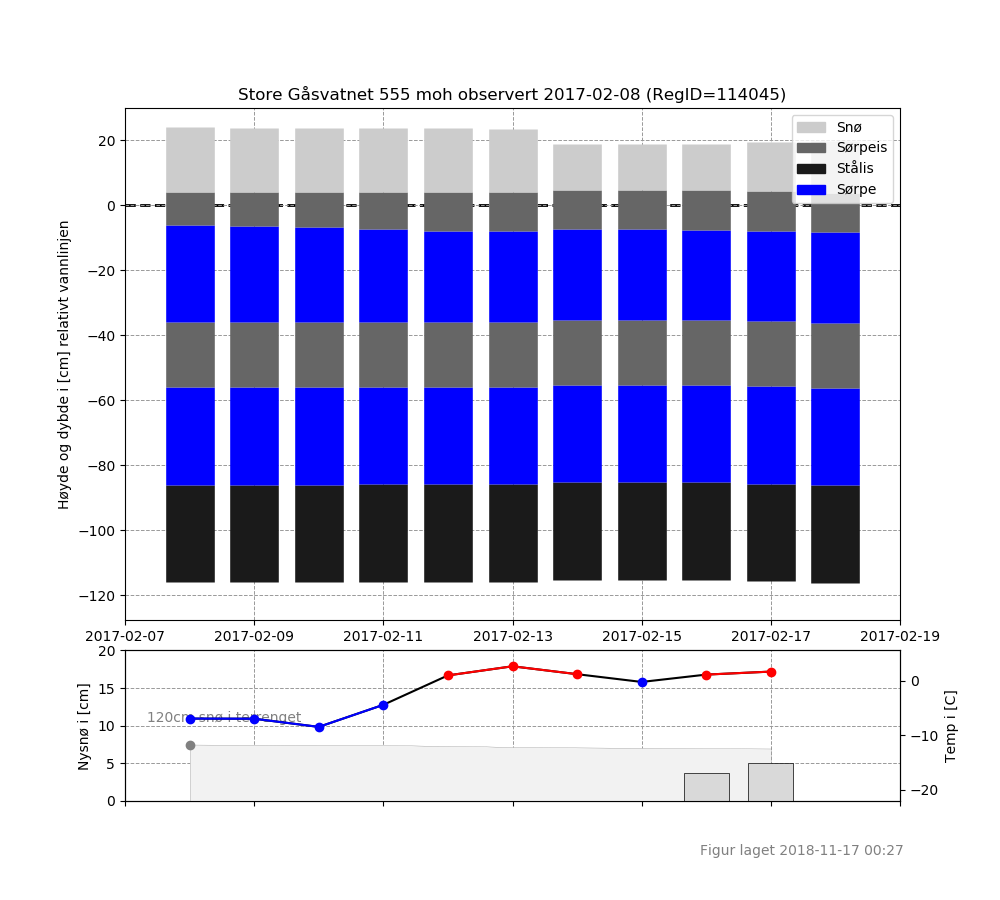 Store Gåsvatnet 555 moh observert 2017-02-08 (RegID=114045)
Høyde og dybde i [cm] relativt vannlinjen
20
0
−20
−40
−60
−80
−100
−120
Snø
Sørpeis
Stålis
Sørpe
2017-02-07 2017-02-09 2017-02-11 2017-02-13 2017-02-15 2017-02-17 2017-02-19
Nysnø i [cm]
20
15
10
5
0
120cm snø i terrenget
0
−10
−20
Temp i [C]
Figur laget 2018-11-17 00:27